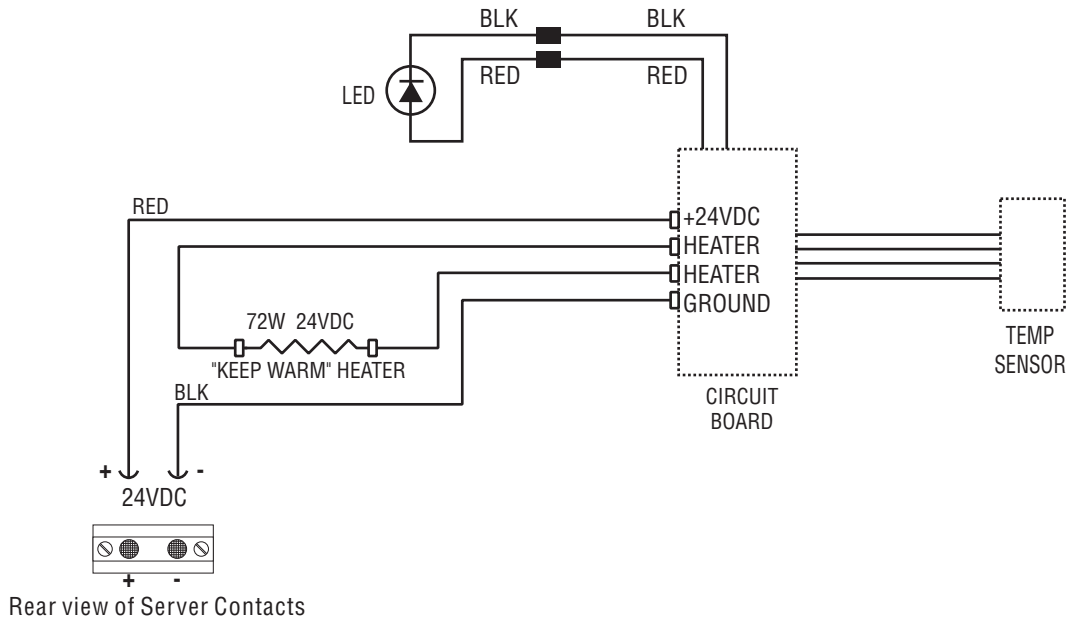 BLK BLK
RED RED
LED
RED
+24VDC
HEATER
HEATER
GROUND
72W 24VDC
"KEEP WARM" HEATER
BLK
TEMP
SENSOR
CIRCUIT
BOARD
+ -
24VDC
+ -
Rear view of Server Contacts